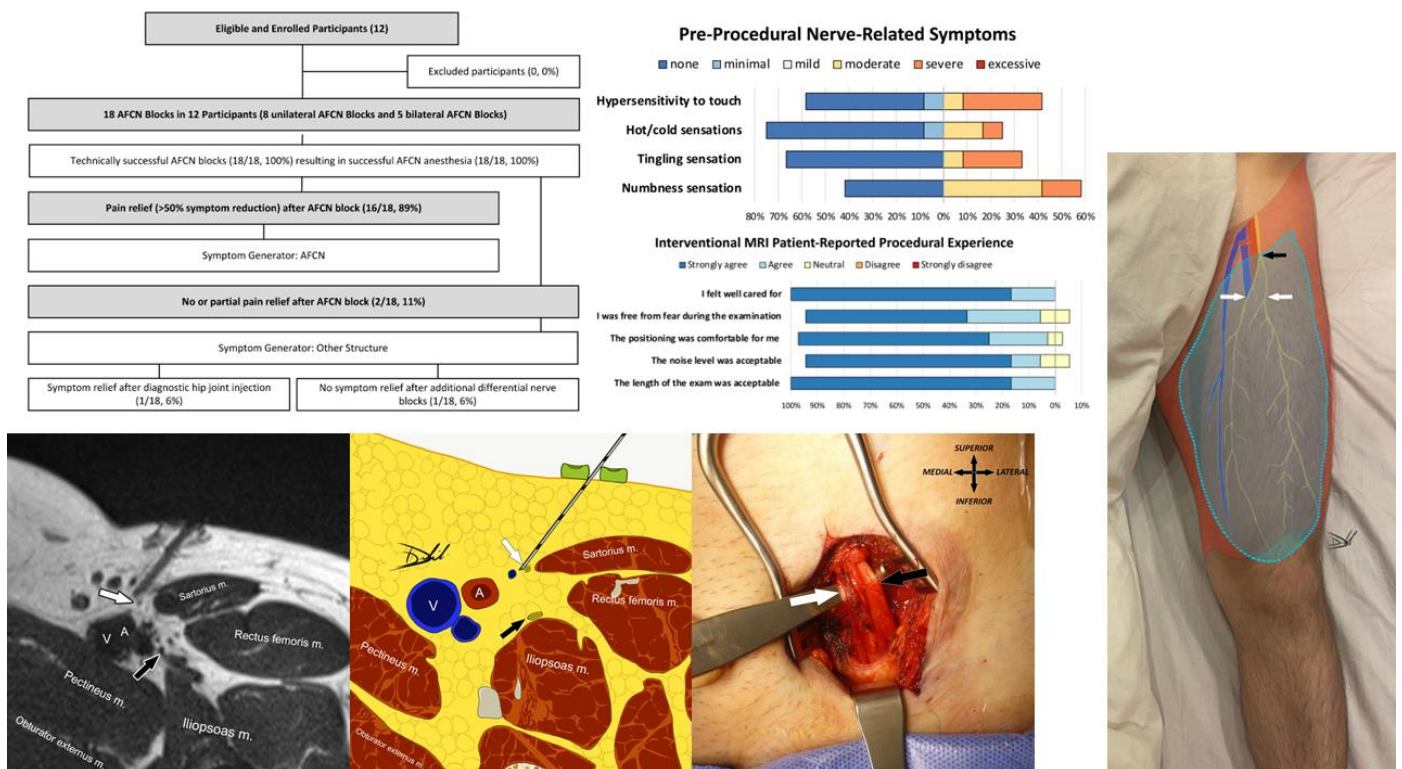 Eligible and Enrolled Participants (12)
Excluded participants (0, 0%)
18 AFCN Blocks in 12 Participants (8 unilateral AFCN Blocks and 5 bilateral AFCN Blocks)
Technically successful AFCN blocks (18/18, 100%) resulting in successful AFCN anesthesia (18/18, 100%)
Pain relief (>50% symptom reduction) after AFCN block (16/18, 89%)
Symptom Generator: AFCN
No or partial pain relief after AFCN block (2/18, 11%)
Symptom Generator: Other Structure
Symptom relief after diagnostic hip joint injection
(1/18, 6%)
No symptom relief after additional differential nerve
blocks (1/18, 6%)
Pre-Procedural Nerve-Related Symptoms
none minimal mild moderate severe excessive
Hypersensitivity to touch
Hot/cold sensations
Tingling sensation
Numbness sensation
80% 70% 60% 50% 40% 30% 20% 10% 0% 10% 20% 30% 40% 50% 60%
Interventional MRI Patient-Reported Procedural Experience
Strongly agree Agree Neutral Disagree Strongly disagree
I felt well cared for
I was free from fear during the examination
The positioning was comfortable for me
The noise level was acceptable
The length of the exam was acceptable
100% 90% 80% 70% 60% 50% 40% 30% 20% 10% 0% 10%
Sartorius m.
V A
Rectus femoris m.
Pectineus m.
Iliopsoas m.
Obturator externus m.
Sartorius m.
V
A
Rectus femoris m.
Pectineus m.
Iliopsoas m.
Obturator externus m.
SUPERIOR
MEDIAL LATERAL
INFERIOR